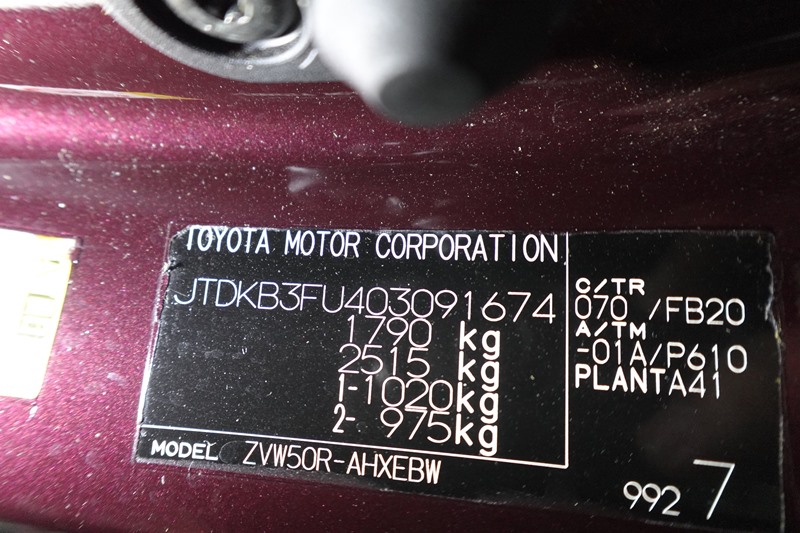 TOYOTA MOTOR CORPORATION
JTDKB3FU403091674
1790 kg
2515 kg
1-1020kg
2- 975kg
MODEL ZVW50R-AHXEBW
C/TR
070 /FB20
A/TM
-01A/P610
PLANTA41
992 7